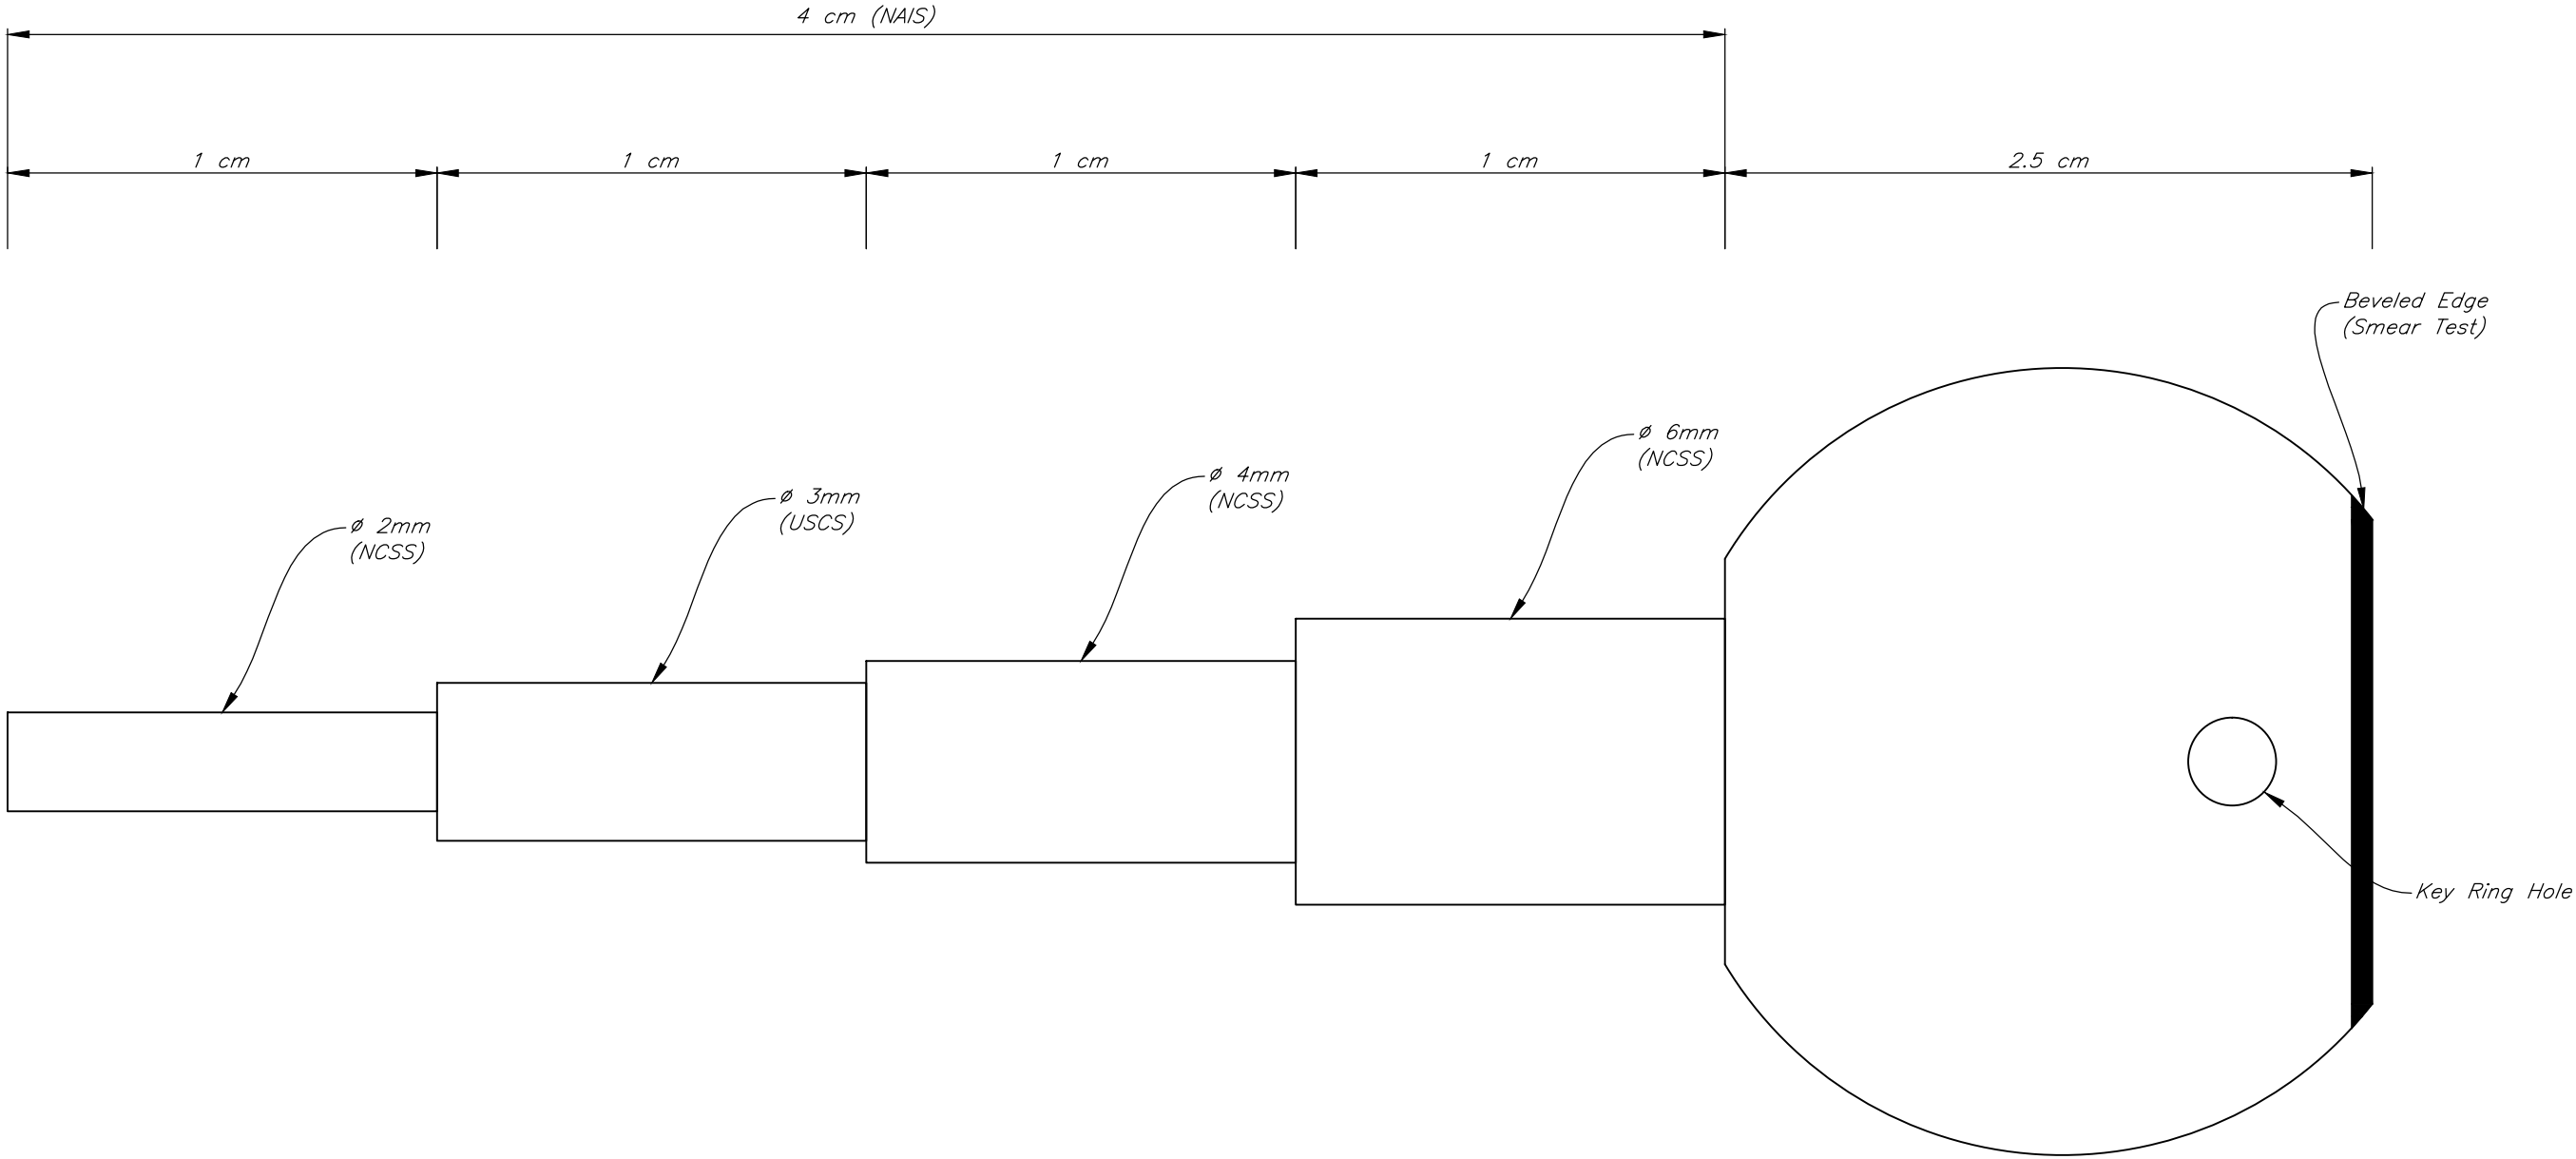 4 cm (NAIS)
1 cm
1 cm
1 cm
1 cm
2.5 cm
Beveled Edge
(Smear Test)
ø 6mm
(NCSS)
ø 4mm
(NCSS)
ø 3mm
(USCS)
ø 2mm
(NCSS)
Key Ring Hole